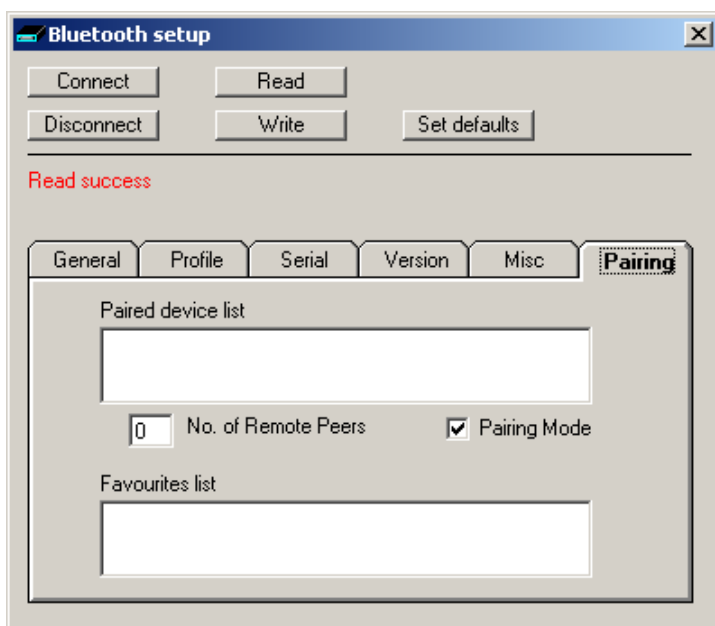 Bluetooth setup
Connect Read
Disconnect Write Set defaults
Read success
General Profile Serial Version Misc Pairing
Paired device list
0 No. of Remote Peers Pairing Mode
Favourites list